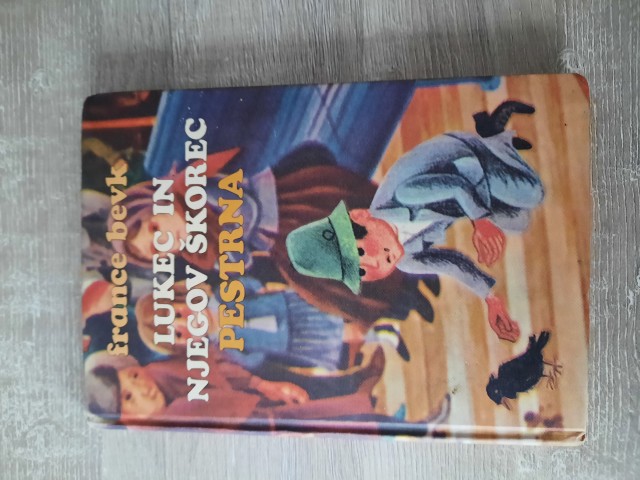 france bevk
LUKEC IN
NJEGOV ŠKOREC
PESTRNA